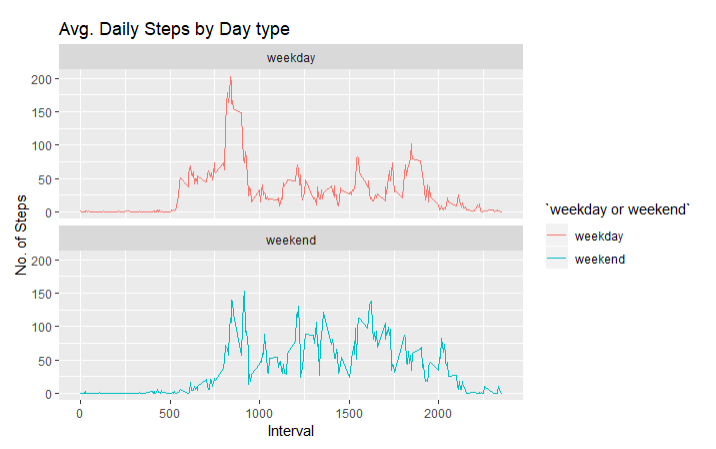 Avg. Daily Steps by Day type
weekday
200
150
100
50
0
weekend
200
150
100
50
0
0 500 1000 1500 2000
Interval
No. of Steps
`weekday or weekend`
weekday
weekend